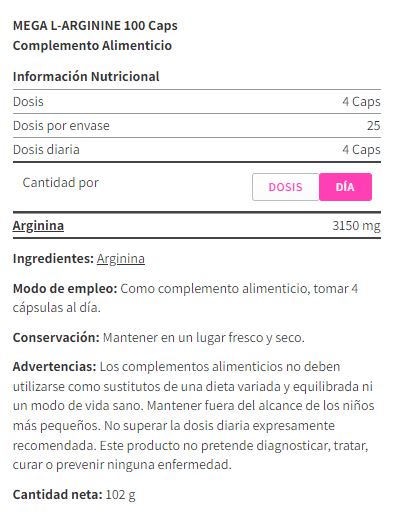 MEGA L-ARGININE 100 Caps
Complemento Alimenticio
Información Nutricional
Dosis 4 Caps
Dosis por envase 25
Dosis diaria 4 Caps
Cantidad por DOSIS DÍA
Arginina 3150 mg
Ingredientes: Arginina
Modo de empleo: Como complemento alimenticio, tomar 4
cápsulas al día.
Conservación: Mantener en un lugar fresco y seco.
Advertencias: Los complementos alimenticios no deben
utilizarse como sustitutos de una dieta variada y equilibrada ni
un modo de vida sano. Mantener fuera del alcance de los niños
más pequeños. No superar la dosis diaria expresamente
recomendada. Este producto no pretende diagnosticar, tratar,
curar o prevenir ninguna enfermedad.
Cantidad neta: 102 g